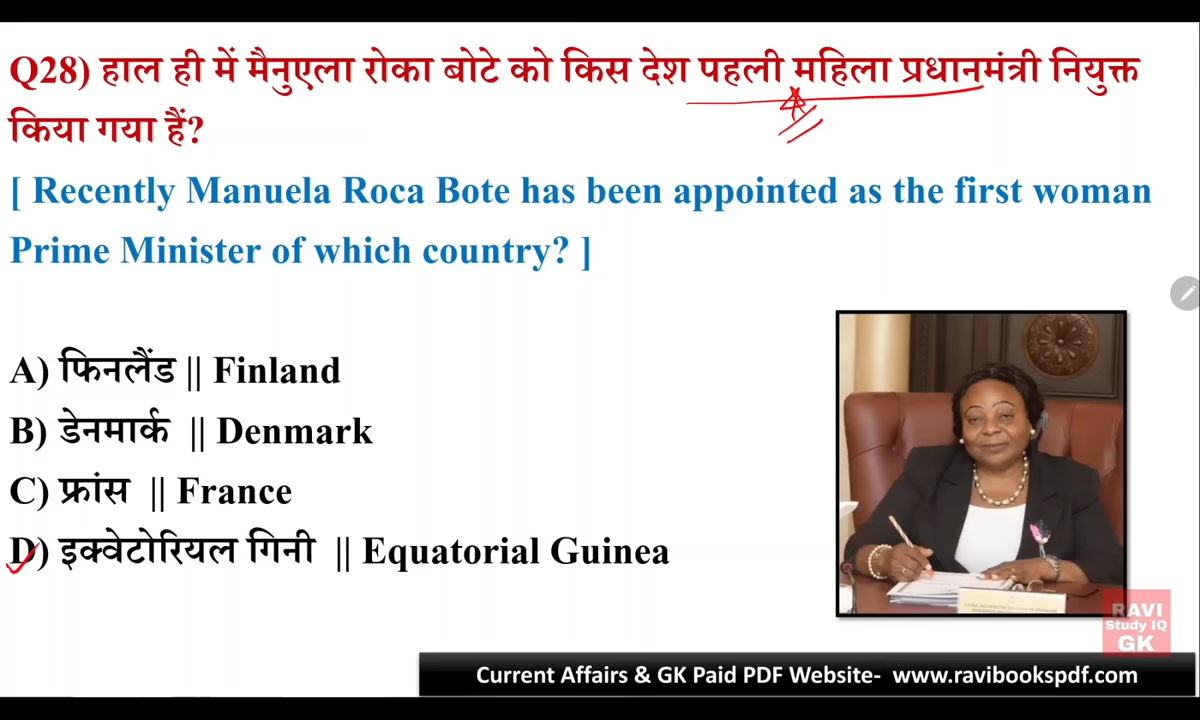 Q28) हाल ही में मैनुएला रोका बोटे को किस देश पहली महिला प्रधानमंत्री नियुक्त
किया गया हैं?
[ Recently Manuela Roca Bote has been appointed as the first woman
Prime Minister of which country? ]
A) फिनलैंड || Finland
B) डेनमार्क || Denmark
C) फ्रांस || France
D) इक्वेटोरियल गिनी || Equatorial Guinea
RAVI
Study IQ
GK
Current Affairs & GK Paid PDF Website- www.ravibookspdf.com